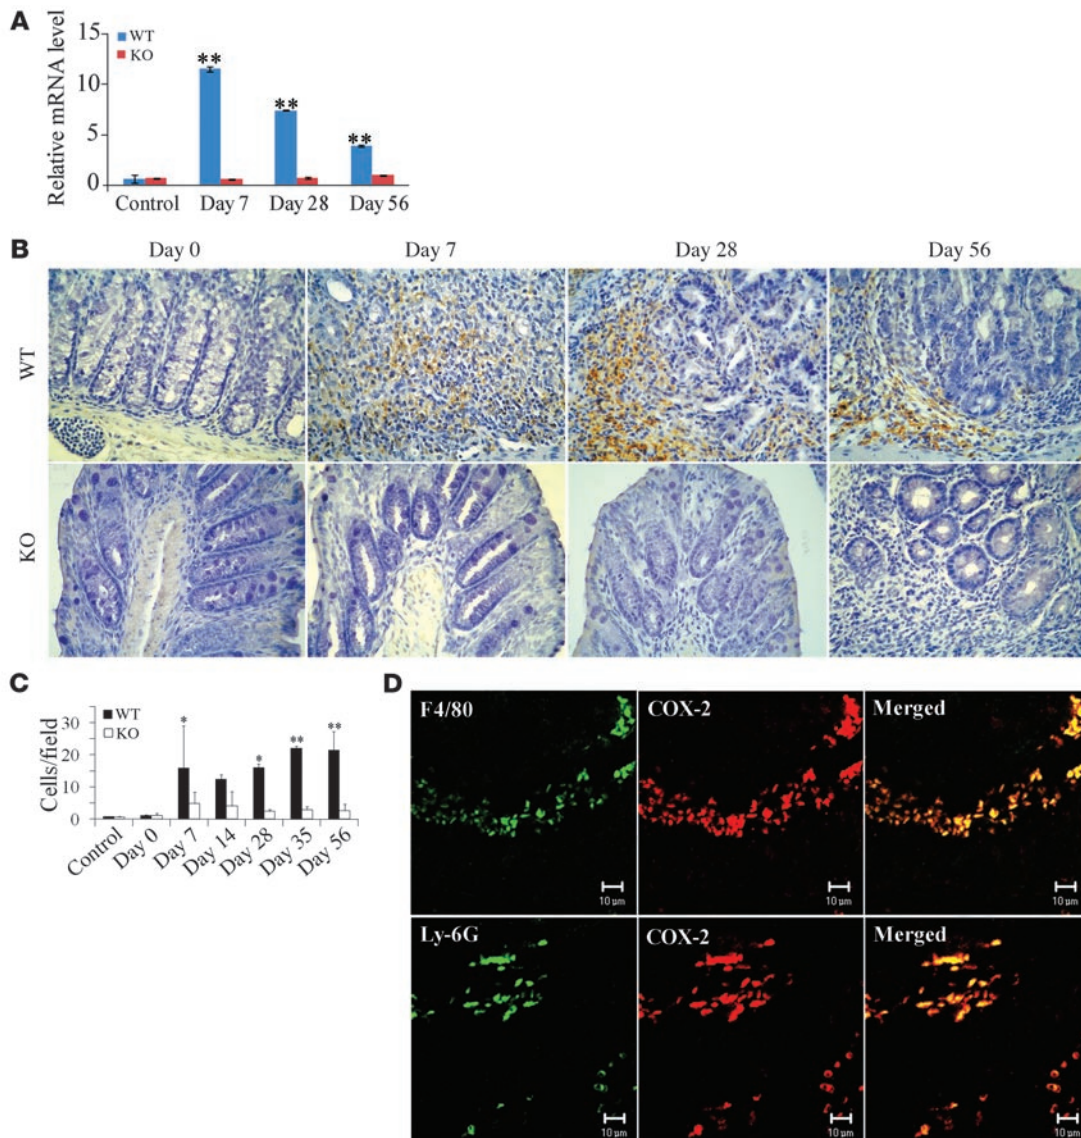 A
WT
KO
Relative mRNA level
15
10
5
0
**
**
**
Control Day 7 Day 28 Day 56
B
Day 0 Day 7 Day 28 Day 56
WT
KO
C
WT
KO
Cells/field
30
20
10
0
*
*
**
**
Control Day 0 Day 7 Day 14 Day 28 Day 35 Day 56
D
F4/80 COX-2 Merged
10 µm 10 µm 10 µm
Ly-6G COX-2 Merged
10 µm 10 µm 10 µm